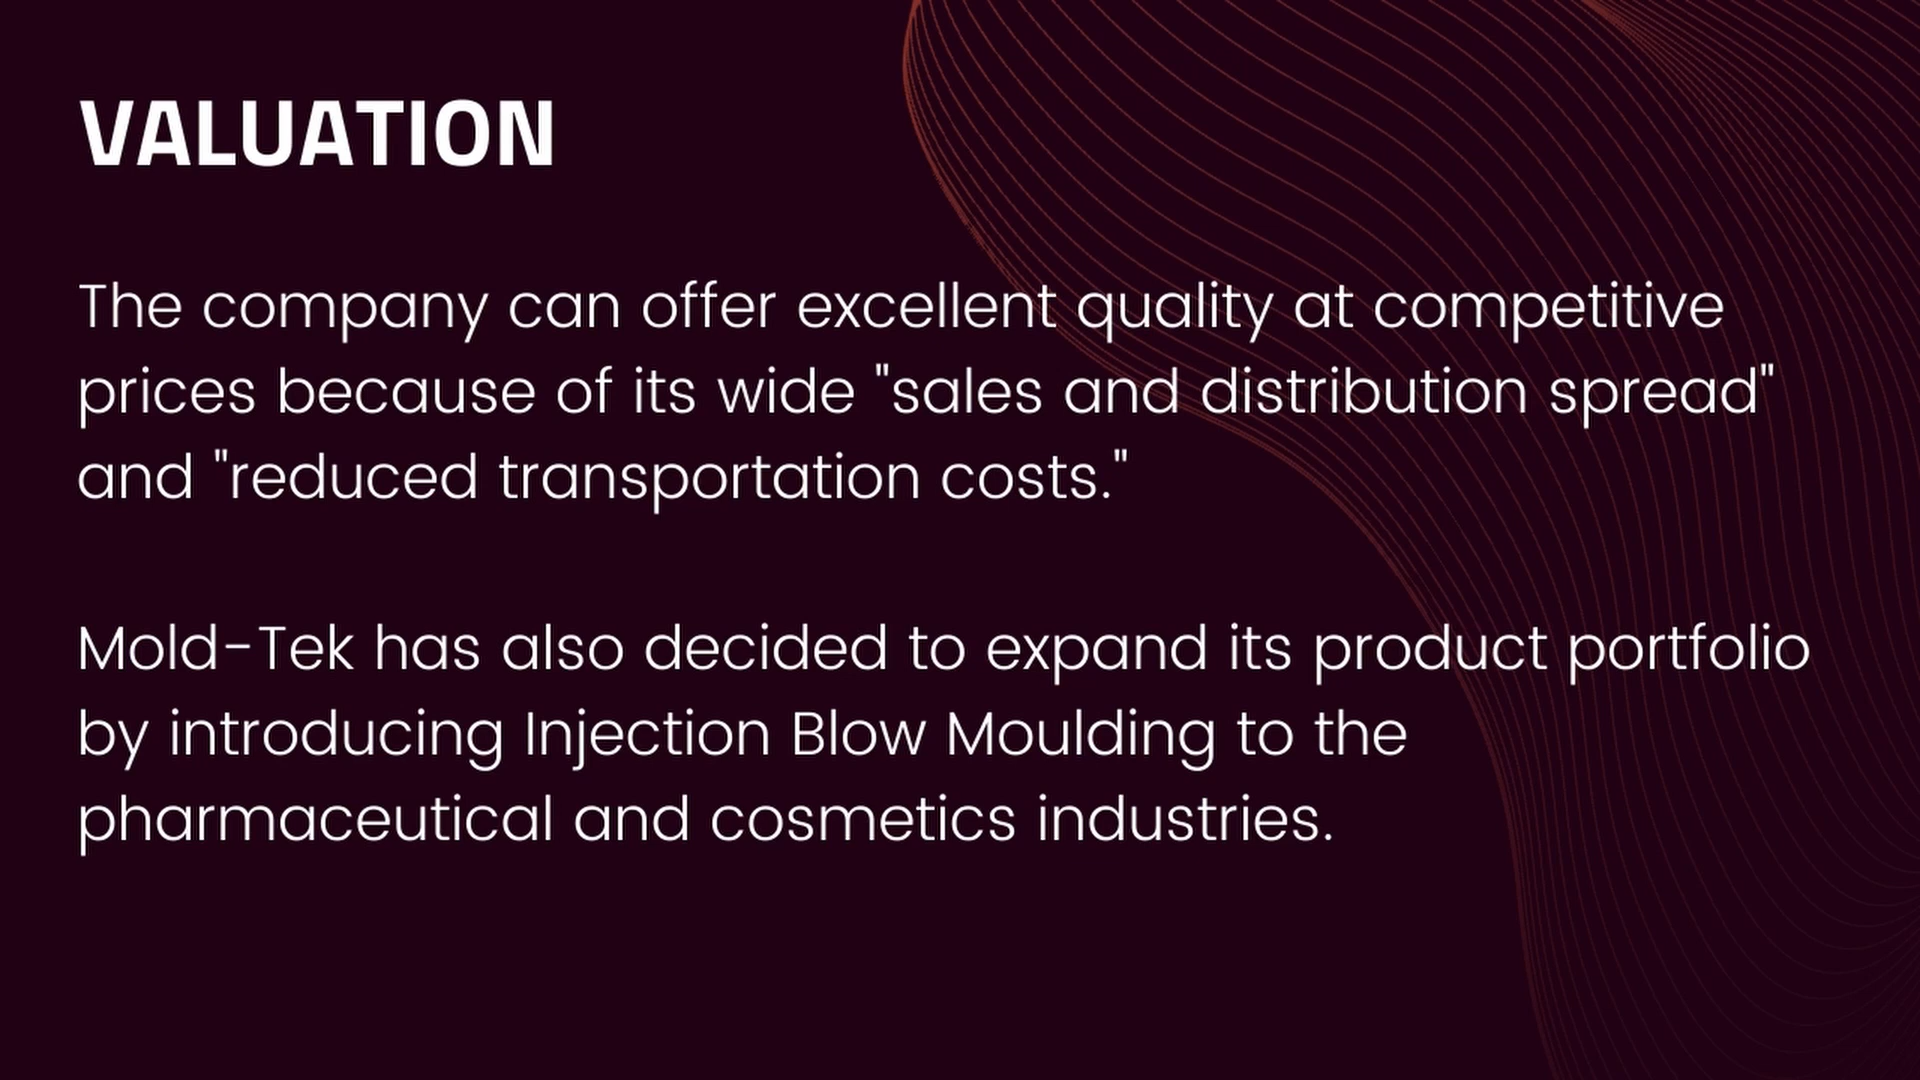 VALUATION
The company can offer excellent quality at competitive
prices because of its wide "sales and distribution spread"
and "reduced transportation costs."
Mold-Tek has also decided to expand its product portfolio
by introducing Injection Blow Moulding to the
pharmaceutical and cosmetics industries.